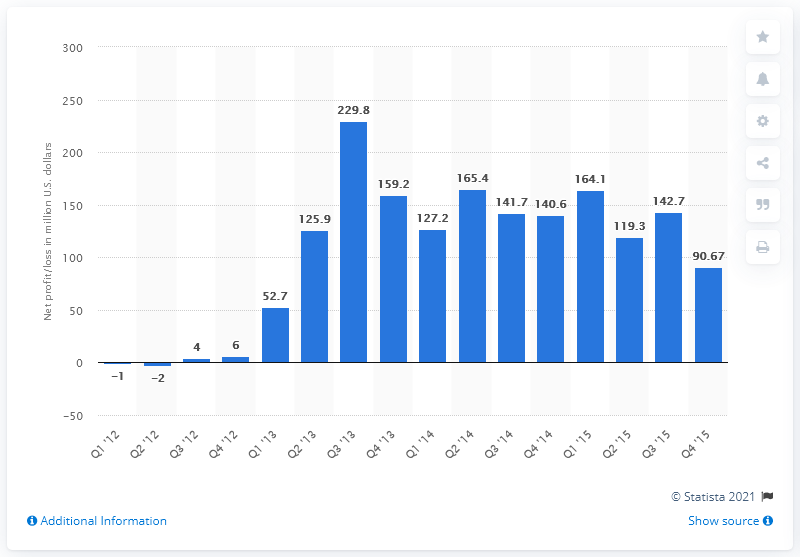 300
250
200
150
100
50
0
−50
Net profit/loss in million U.S. dollars
−1
−2
4
6
52.7
125.9
229.8
159.2
127.2
165.4
141.7
140.6
164.1
119.3
142.7
90.67
Q1 '12
Q2 '12
Q3 '12
Q4 '12
Q1 '13
Q2 '13
Q3 '13
Q4 '13
Q1 '14
Q2 '14
Q3 '14
Q4 '14
Q1 '15
Q2 '15
Q3 '15
Q4 '15
© Statista 2021
Additional Information
Show source